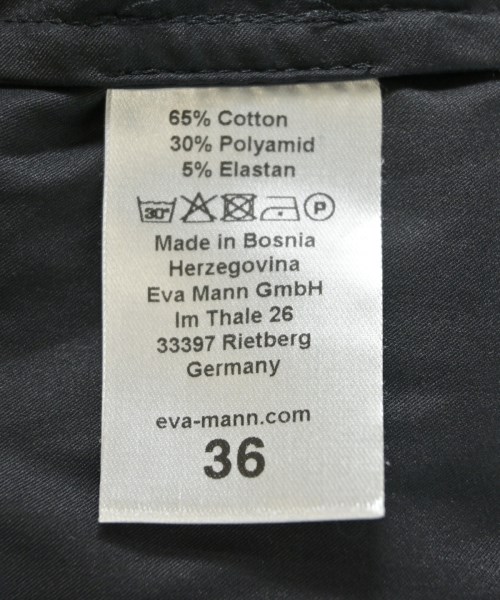 65% Cotton
30% Polyamid
5% Elastan
30° P
Made in Bosnia
Herzegovina
Eva Mann GmbH
Im Thale 26
33397 Rietberg
Germany
eva-mann.com
36